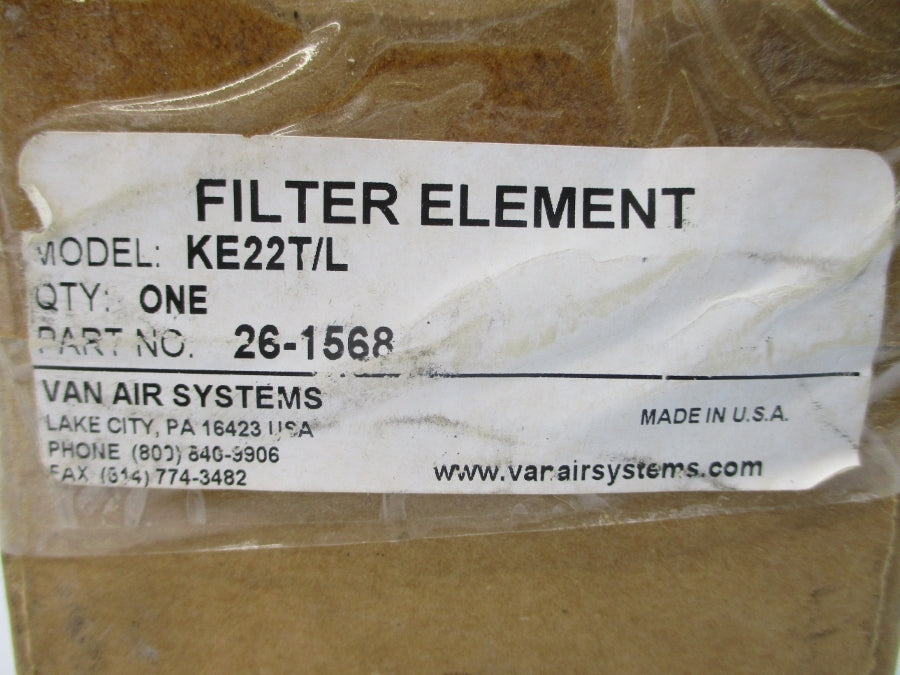 FILTER ELEMENT
MODEL: KE22T/L
QTY: ONE
PART NO. 26-1568
VAN AIR SYSTEMS
LAKE CITY, PA 16423 USA
MADE IN U.S.A.
PHONE (800) 840-9906
FAX (814) 774-3482
www.vanairsystems.com